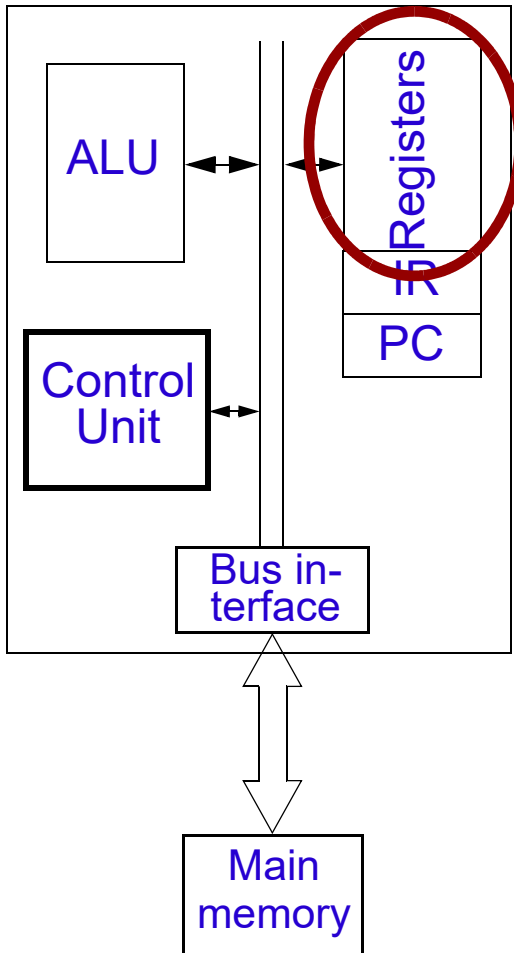 ALU
Registers
IR
PC
Control
Unit
Bus in-
terface
Main
memory